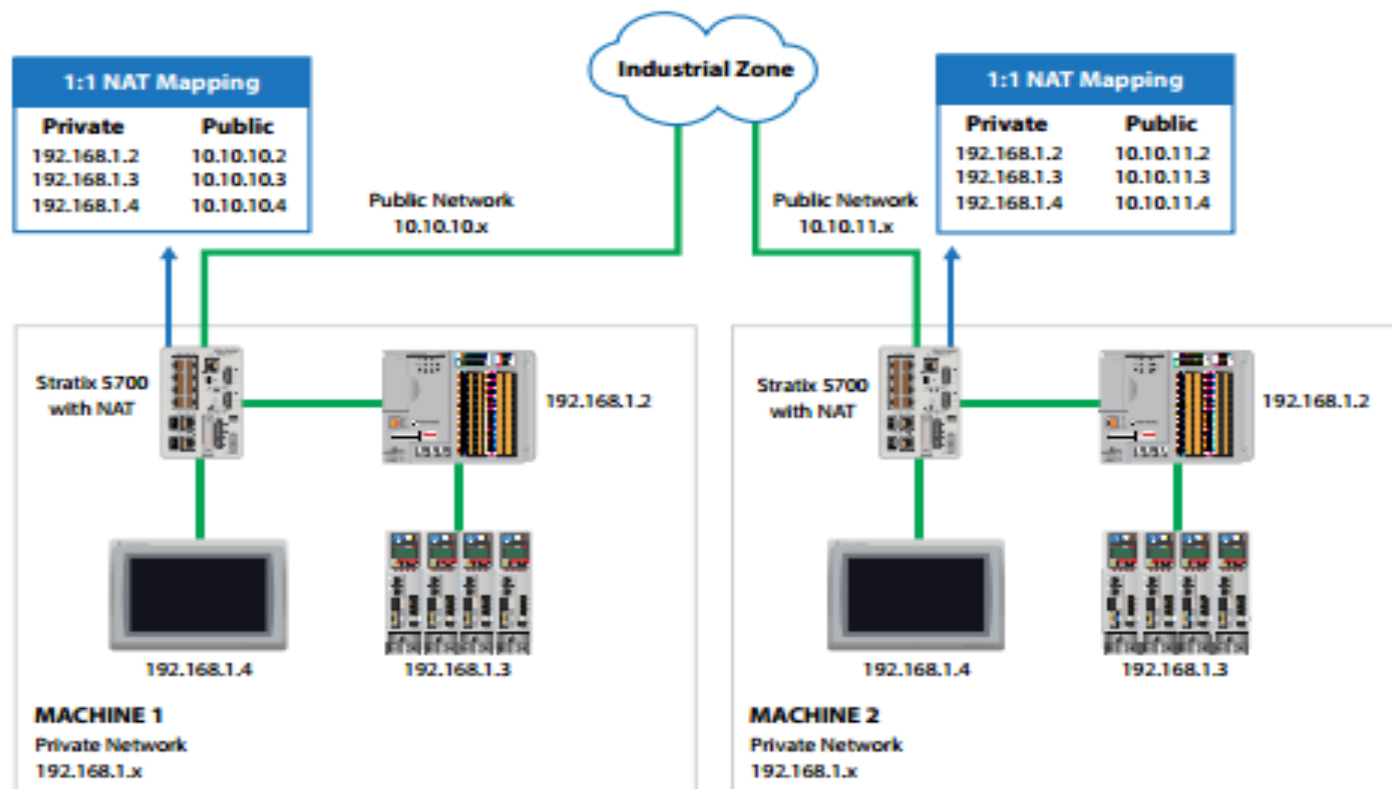 1:1 NAT Mapping
Private Public
192.168.1.2 10.10.10.2
192.168.1.3 10.10.10.3
192.168.1.4 10.10.10.4
Industrial Zone
1:1 NAT Mapping
Private Public
192.168.1.2 10.10.11.2
192.168.1.3 10.10.11.3
192.168.1.4 10.10.11.4
Public Network
10.10.10.x
Public Network
10.10.11.x
Stratix 5700
with NAT
192.168.1.2
192.168.1.4
192.168.1.3
MACHINE 1
Private Network
192.168.1.x
Stratix 5700
with NAT
192.168.1.2
192.168.1.4
192.168.1.3
MACHINE 2
Private Network
192.168.1.x